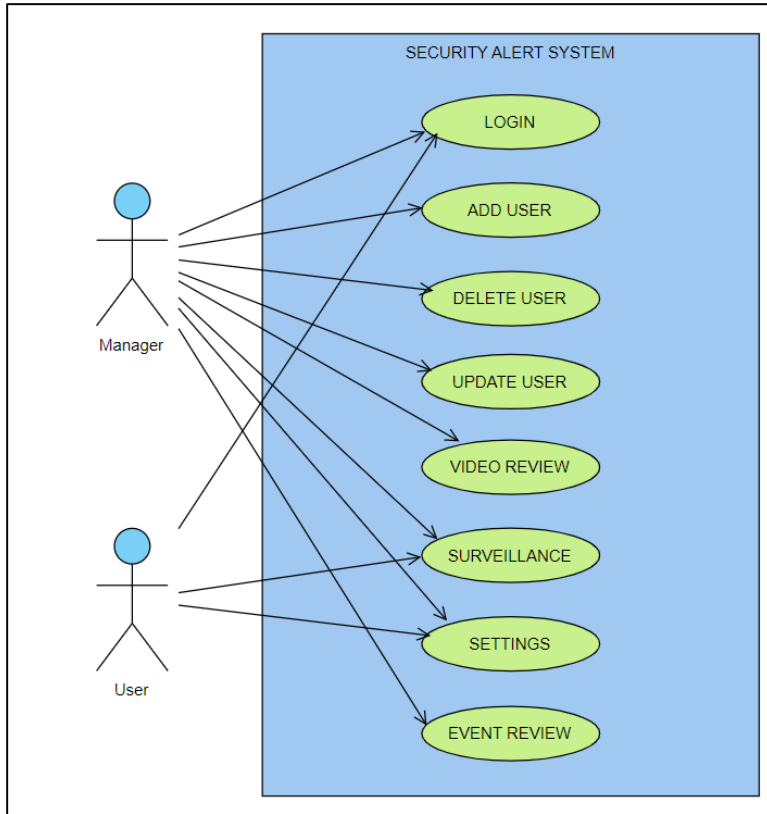 SECURITY ALERT SYSTEM
LOGIN
ADD USER
DELETE USER
Manager
UPDATE USER
VIDEO REVIEW
SURVEILLANCE
SETTINGS
User
EVENT REVIEW